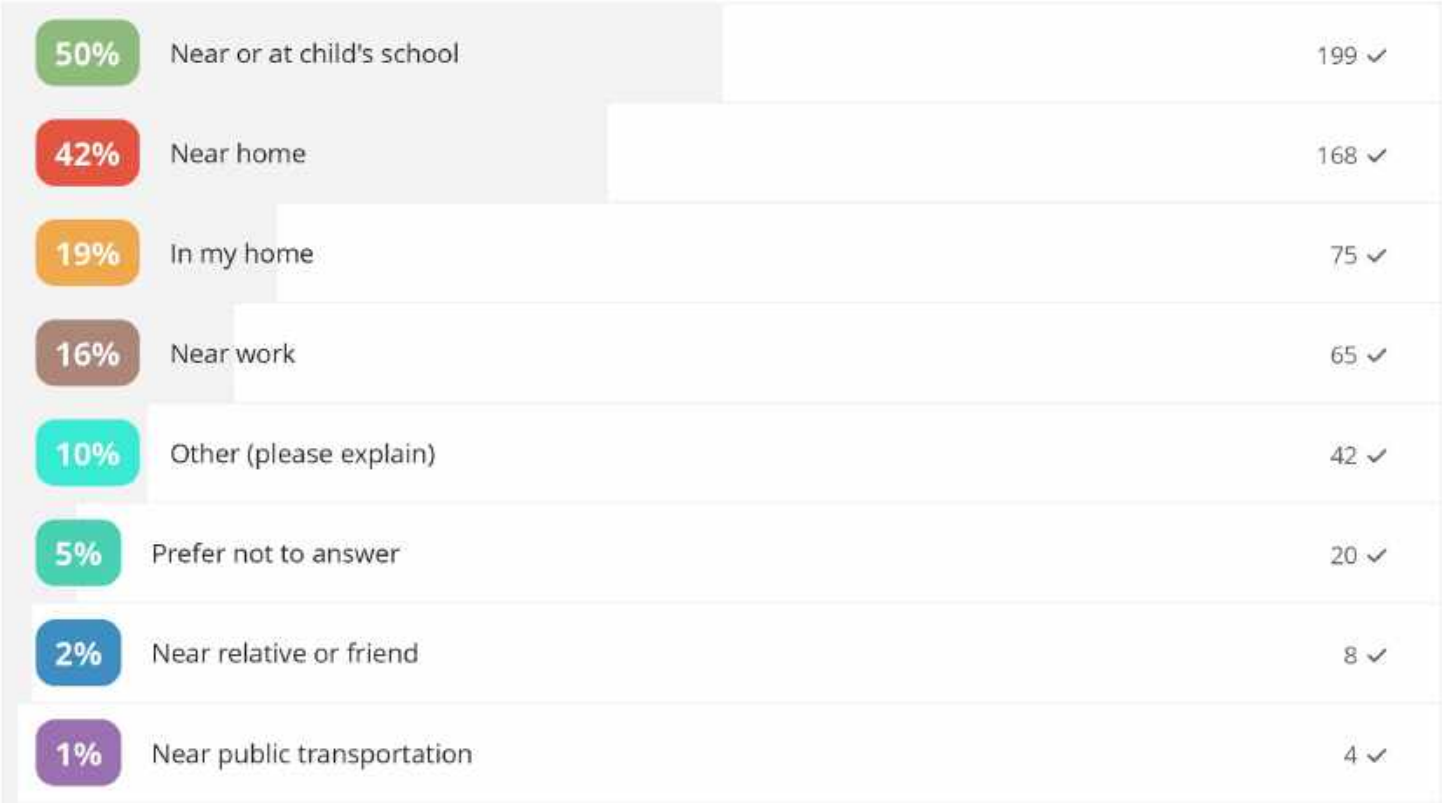 50% Near or at child's school 199 ✓
42% Near home 168 ✓
19% In my home 75 ✓
16% Near work 65 ✓
10% Other (please explain) 42 ✓
5% Prefer not to answer 20 ✓
2% Near relative or friend 8 ✓
1% Near public transportation 4 ✓